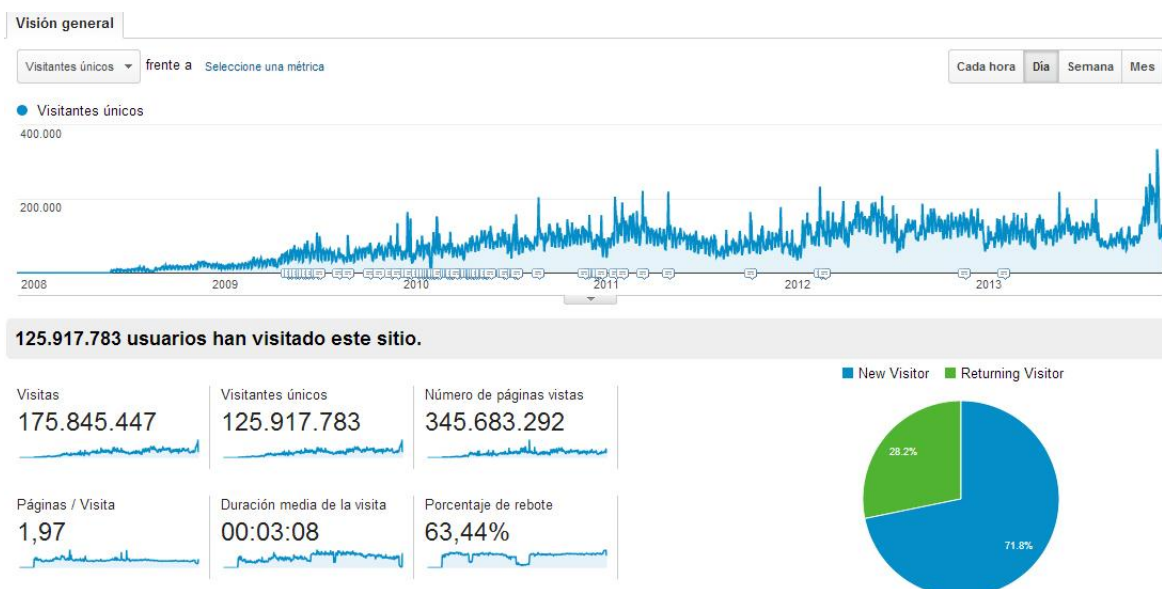 Visión general
Visitantes únicos frente a Seleccione una métrica
Cada hora Día Semana Mes
Visitantes únicos
400.000
200.000
2008 2009 2010 2011 2012 2013
125.917.783 usuarios han visitado este sitio.
New Visitor Returning Visitor
Visitas Visitantes únicos Número de páginas vistas
175.845.447 125.917.783 345.683.292
28.2%
Páginas / Visita Duración media de la visita Porcentaje de rebote
1,97 00:03:08 63,44%
71.8%